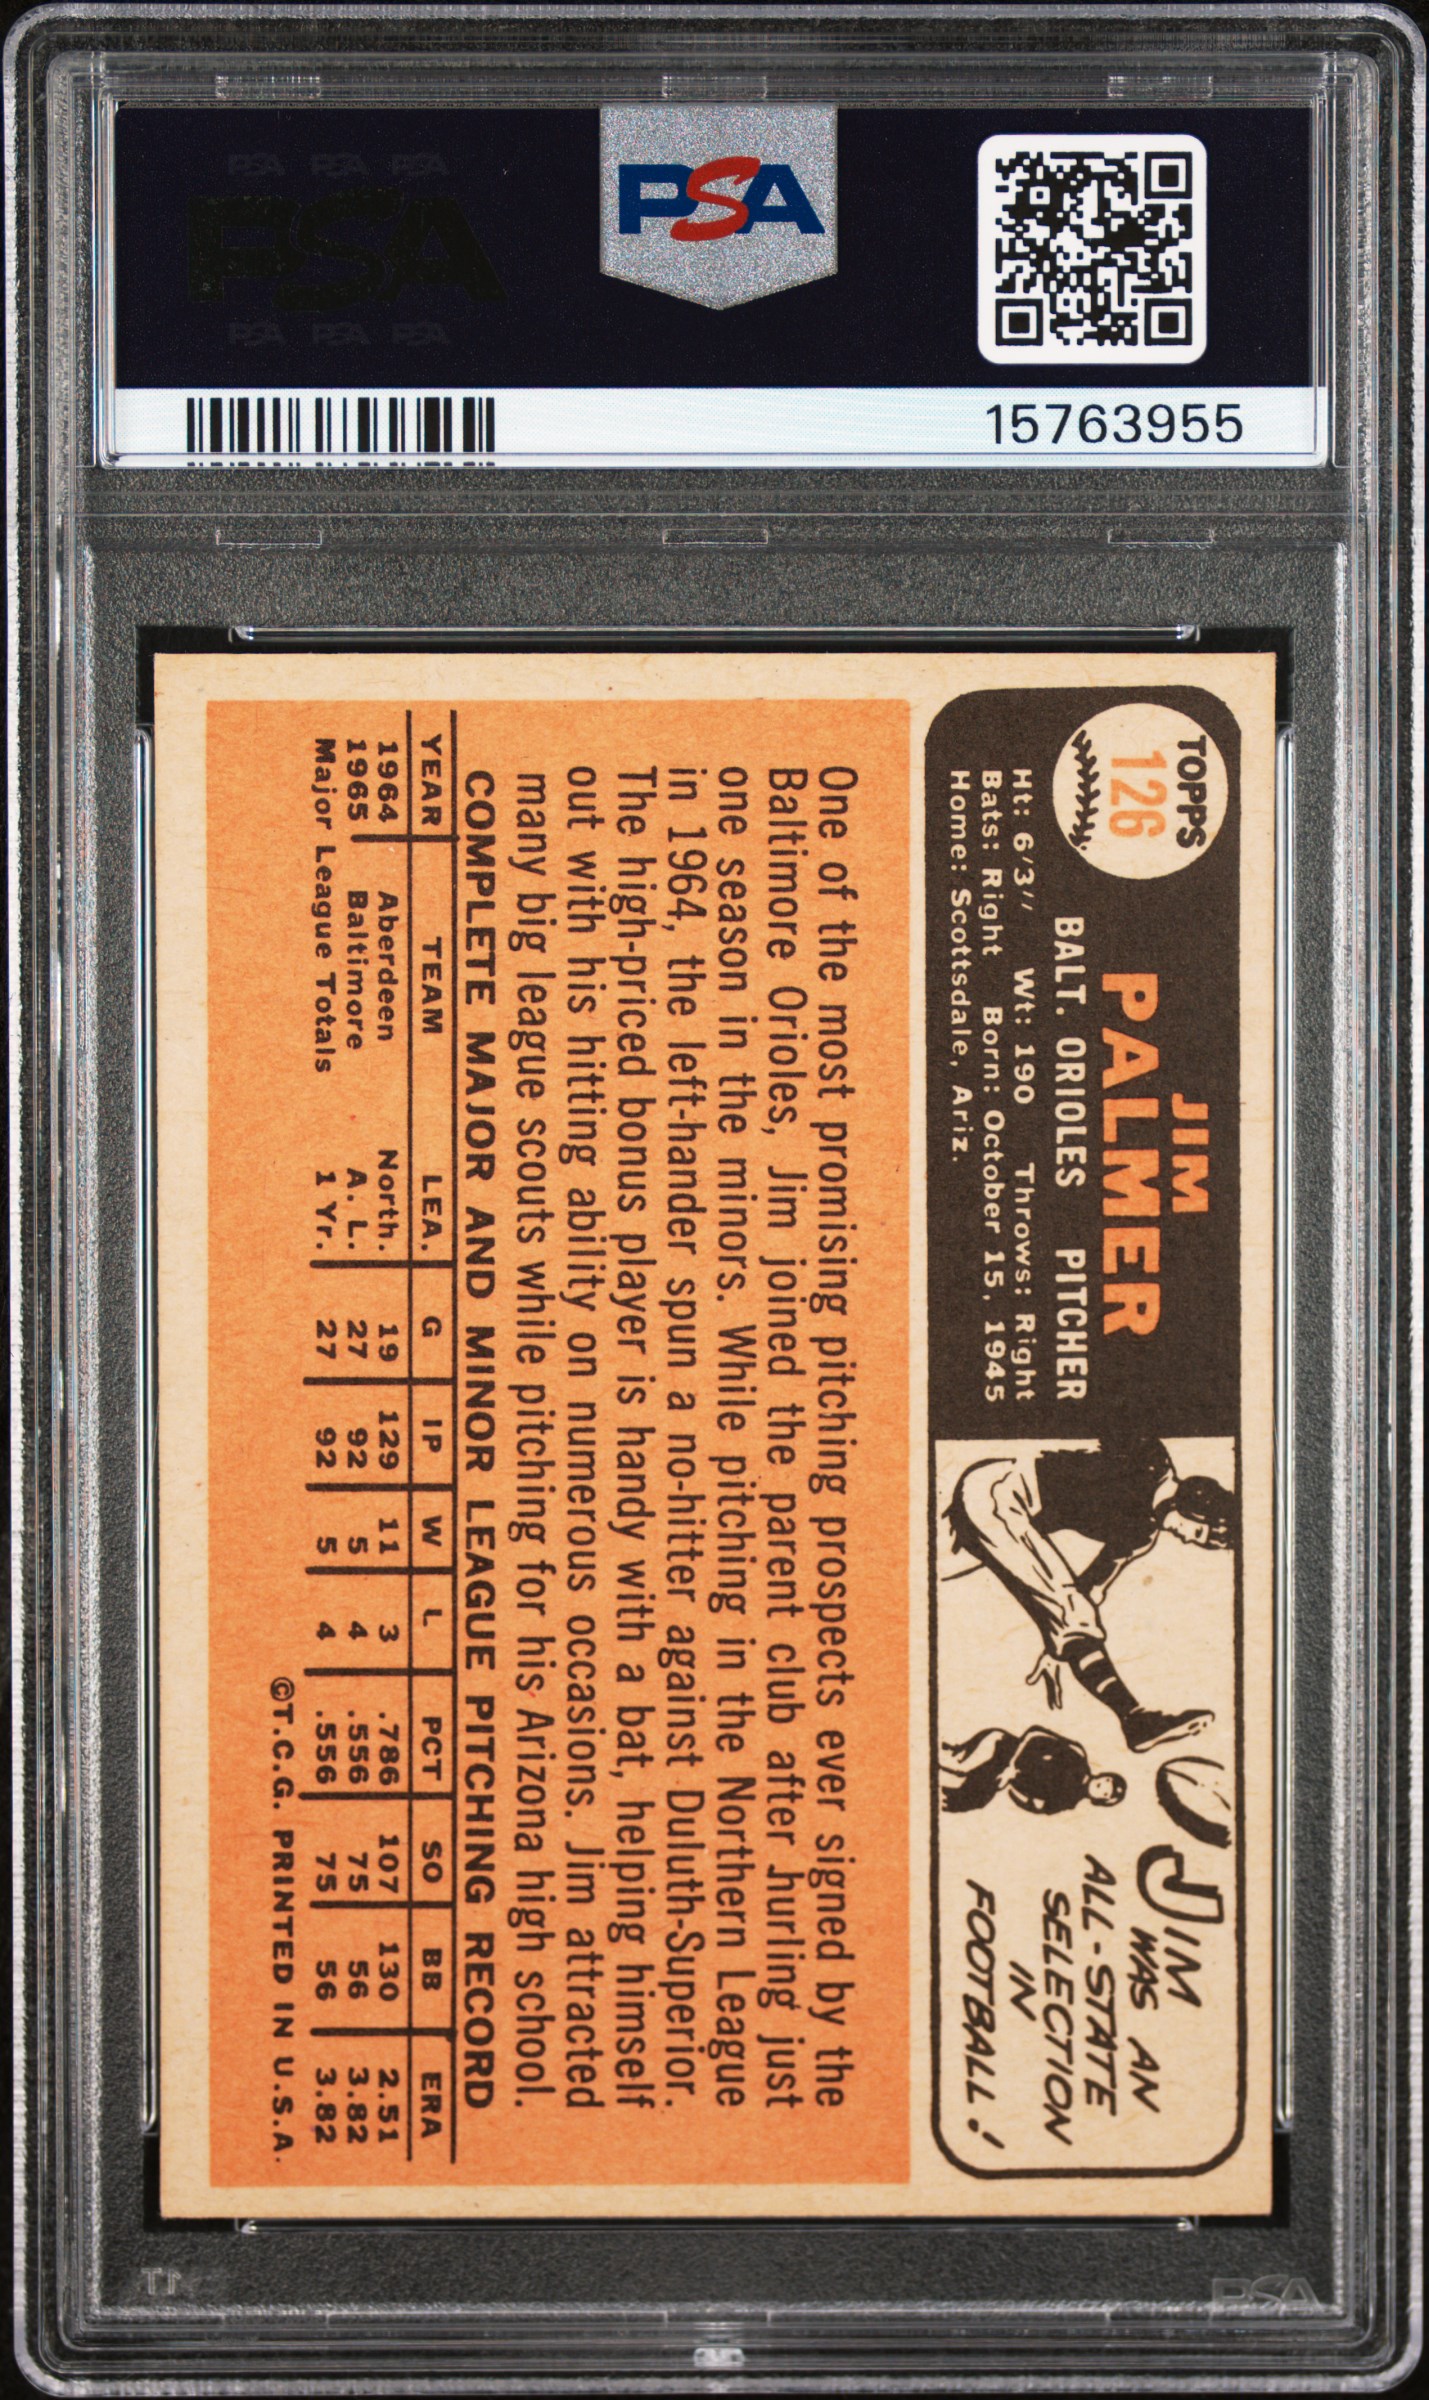 PSA PSA PSA
PSA
PSA PSA PSA
PSA
15763955
TOPPS
126
JIM
PALMER
BALT. ORIOLES PITCHER
Ht: 6'3" Wt: 190 Throws: Right
Bats: Right Born: October 15, 1945
Home: Scottsdale, Ariz.
JIM
WAS AN
ALL-STATE
SELECTION
IN
FOOTBALL!
One of the most promising pitching prospects ever signed by the
Baltimore Orioles, Jim joined the parent club after hurling just
one season in the minors. While pitching in the Northern League
in 1964, the left-hander spun a no-hitter against Duluth-Superior.
The high-priced bonus player is handy with a bat, helping himself
out with his hitting ability on numerous occasions. Jim attracted
many big league scouts while pitching for his Arizona high school.
COMPLETE MAJOR AND MINOR LEAGUE PITCHING RECORD
YEAR TEAM LEA. G IP W L PCT SO BB ERA
1964 Aberdeen North. 19 129 11 3 .786 107 130 2.51
1965 Baltimore A. L. 27 92 5 4 .556 75 56 3.82
Major League Totals 1 Yr. 27 92 5 4 .556 75 56 3.82
©T.C.G. PRINTED IN U.S.A.
PSA